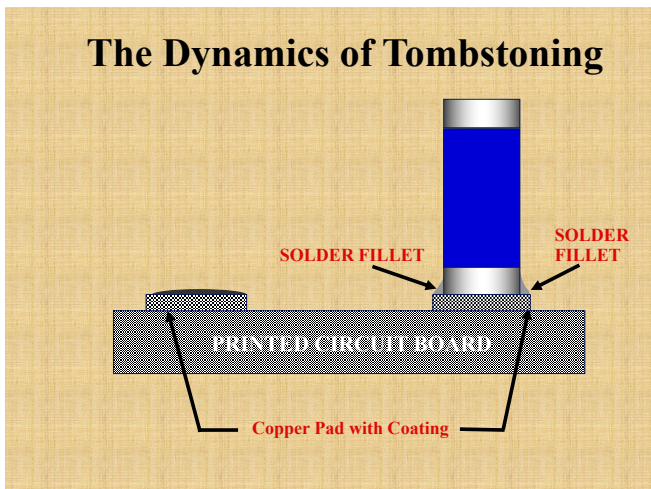 The Dynamics of Tombstoning
SOLDER FILLET
SOLDER
FILLET
PRINTED CIRCUIT BOARD
Copper Pad with Coating